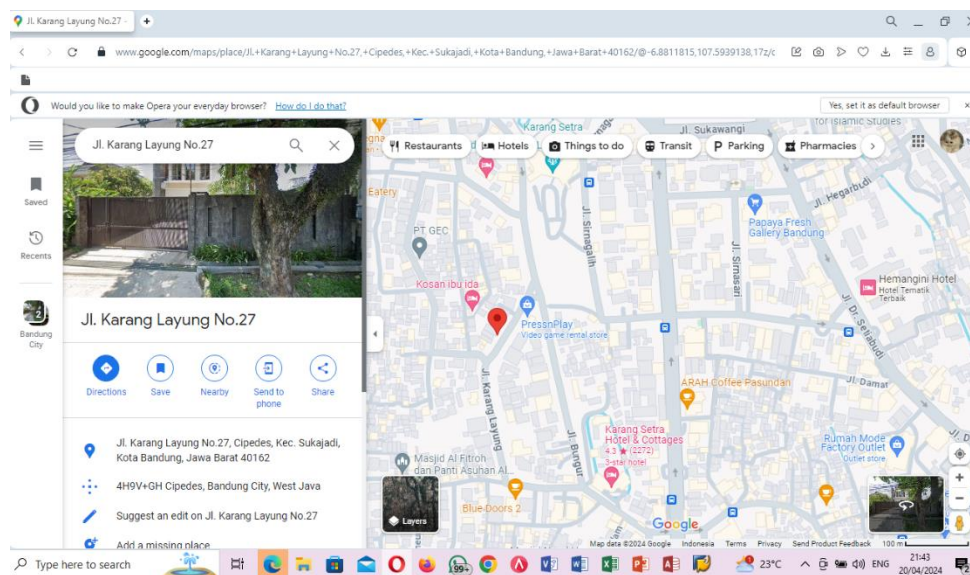 Jl. Karang Layung No.27 -
www.google.com/maps/place/Jl.+Karang+Layung+No.27,+Cipedes,+Kec.+Sukajadi,+Kota+Bandung,+Jawa+Barat+40162/@-6.8811815,107.5939138,17z/
Would you like to make Opera your everyday browser? How do I do that?
Yes, set it as default browser
Jl. Karang Layung No.27
Restaurants
Hotels
Things to do
Transit
Parking
Pharmacies
Saved
Recents
2
Bandung
City
Jl. Karang Layung No.27
Directions
Save
Nearby
Send to
phone
Share
Jl. Karang Layung No.27, Cipedes, Kec. Sukajadi,
Kota Bandung, Jawa Barat 40162
4H9V+GH Cipedes, Bandung City, West Java
Suggest an edit on Jl. Karang Layung No.27
Add a missing place
Karang Setra
Jl. Sukawangi
for Islamic Studies
Eatery
Jl. Hegarbudi
PT GEC
Jl. Sirnagalih
Papaya Fresh
Gallery Bandung
Jl. Sirnasari
Kosan ibu ida
Hemangini Hotel
Hotel Tematik
Terbaik
PressnPlay
Video game rental store
Jl. Dr. Setiabudi
Jl. Karang Layung
ARAH Coffee Pasundan
Jl. Damar
Jl. Bungur
Karang Setra
Hotel & Cottages
4.3 ★ (2272)
3-star hotel
Rumah Mode
Factory Outlet
Outlet store
Masjid Al Fitroh
dan Panti Asuhan Al...
Blue Doors 2
Layers
Google
Map data ©2024 Google Indonesia Terms Privacy Send Product Feedback 100 m
Type here to search
99+
23°C
ENG
21:43
20/04/2024